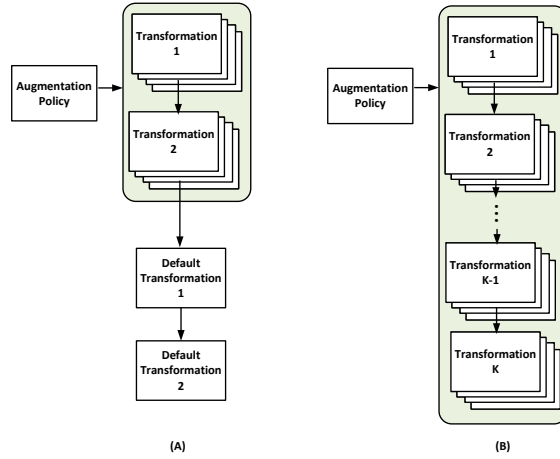 Transformation
1
Augmentation
Policy
Transformation
2
Default
Transformation
1
Default
Transformation
2
(A)
Transformation
1
Augmentation
Policy
Transformation
2
Transformation
K-1
Transformation
K
(B)